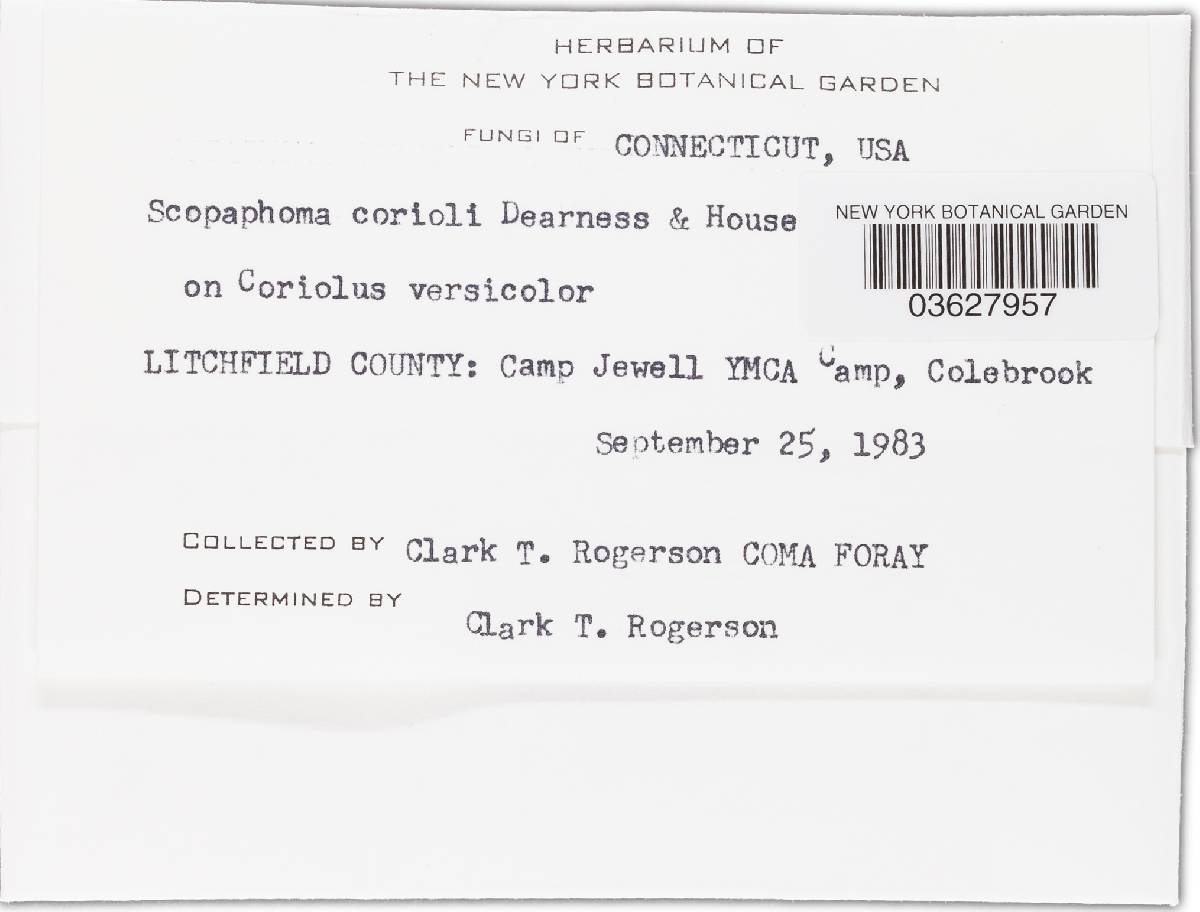 HERBARIUM OF
THE NEW YORK BOTANICAL GARDEN
FUNGI OF CONNECTICUT, USA
Scopaphoma corioli Dearness & House
NEW YORK BOTANICAL GARDEN
03627957
on Coriolus versicolor
LITCHFIELD COUNTY: Camp Jewell YMCA Camp, Colebrook
September 25, 1983
COLLECTED BY Clark T. Rogerson COMA FORAY
DETERMINED BY
Clark T. Rogerson